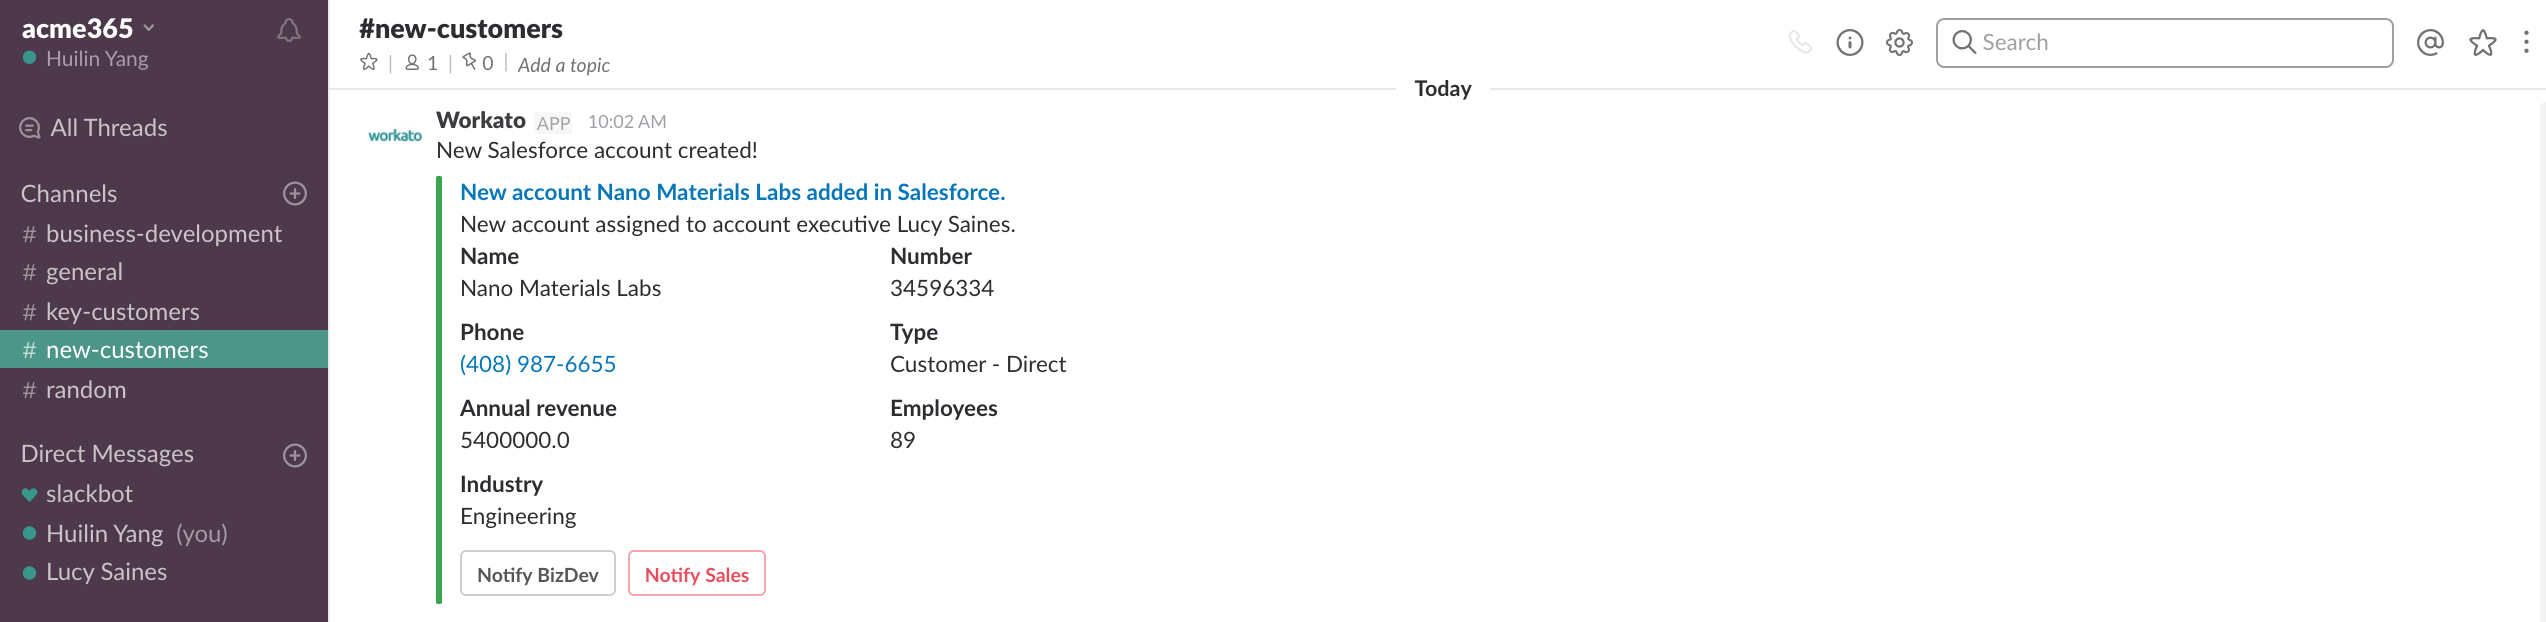 acme365
Huilin Yang
All Threads
Channels
# business-development
# general
# key-customers
# new-customers
# random
Direct Messages
slackbot
Huilin Yang (you)
Lucy Saines
#new-customers
1 | 0 | Add a topic
Search
Today
workato
Workato APP 10:02 AM
New Salesforce account created!
New account Nano Materials Labs added in Salesforce.
New account assigned to account executive Lucy Saines.
Name Number
Nano Materials Labs 34596334
Phone Type
(408) 987-6655 Customer - Direct
Annual revenue Employees
5400000.0 89
Industry
Engineering
Notify BizDev Notify Sales